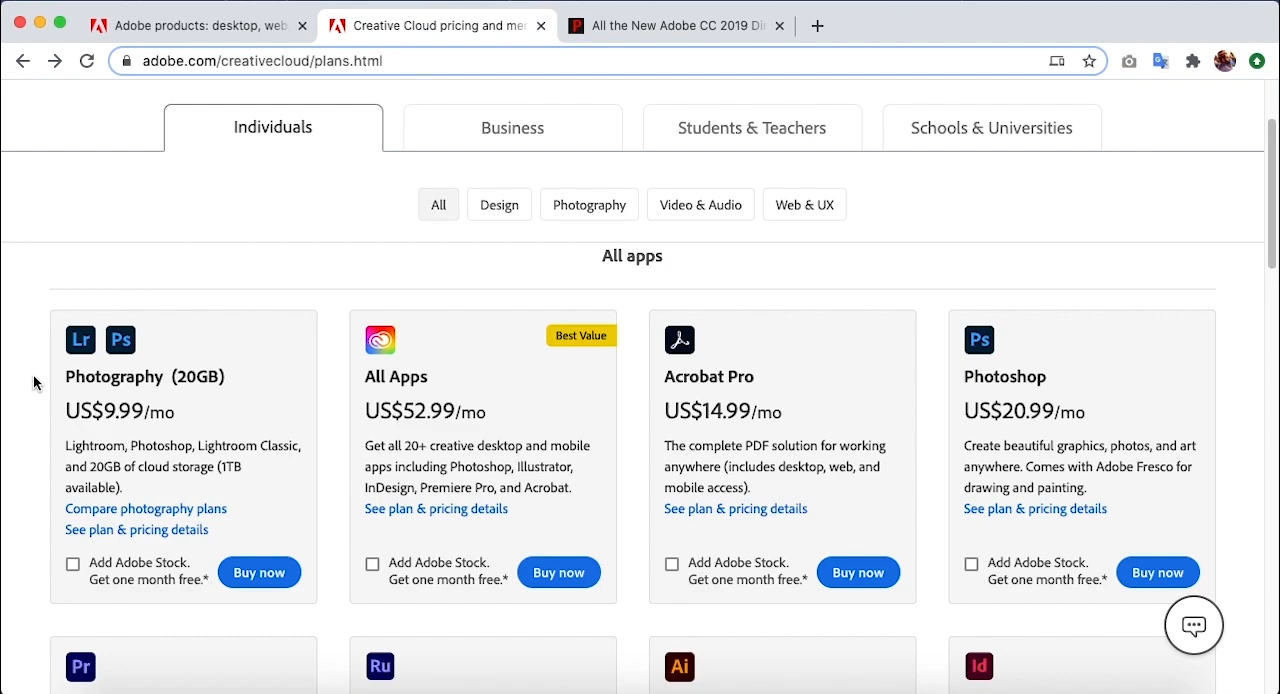 Adobe products: desktop, web,
Creative Cloud pricing and me
All the New Adobe CC 2019 Di
adobe.com/creativecloud/plans.html
Individuals
Business
Students & Teachers
Schools & Universities
All
Design
Photography
Video & Audio
Web & UX
All apps
Lr
Ps
Photography (20GB)
US$9.99/mo
Lightroom, Photoshop, Lightroom Classic,
and 20GB of cloud storage (1TB
available).
Compare photography plans
See plan & pricing details
Add Adobe Stock.
Get one month free.*
Buy now
Best Value
All Apps
US$52.99/mo
Get all 20+ creative desktop and mobile
apps including Photoshop, Illustrator,
InDesign, Premiere Pro, and Acrobat.
See plan & pricing details
Add Adobe Stock.
Get one month free.*
Buy now
Acrobat Pro
US$14.99/mo
The complete PDF solution for working
anywhere (includes desktop, web, and
mobile access).
See plan & pricing details
Add Adobe Stock.
Get one month free.*
Buy now
Ps
Photoshop
US$20.99/mo
Create beautiful graphics, photos, and art
anywhere. Comes with Adobe Fresco for
drawing and painting.
See plan & pricing details
Add Adobe Stock.
Get one month free.*
Buy now
Pr
Ru
Ai
Id